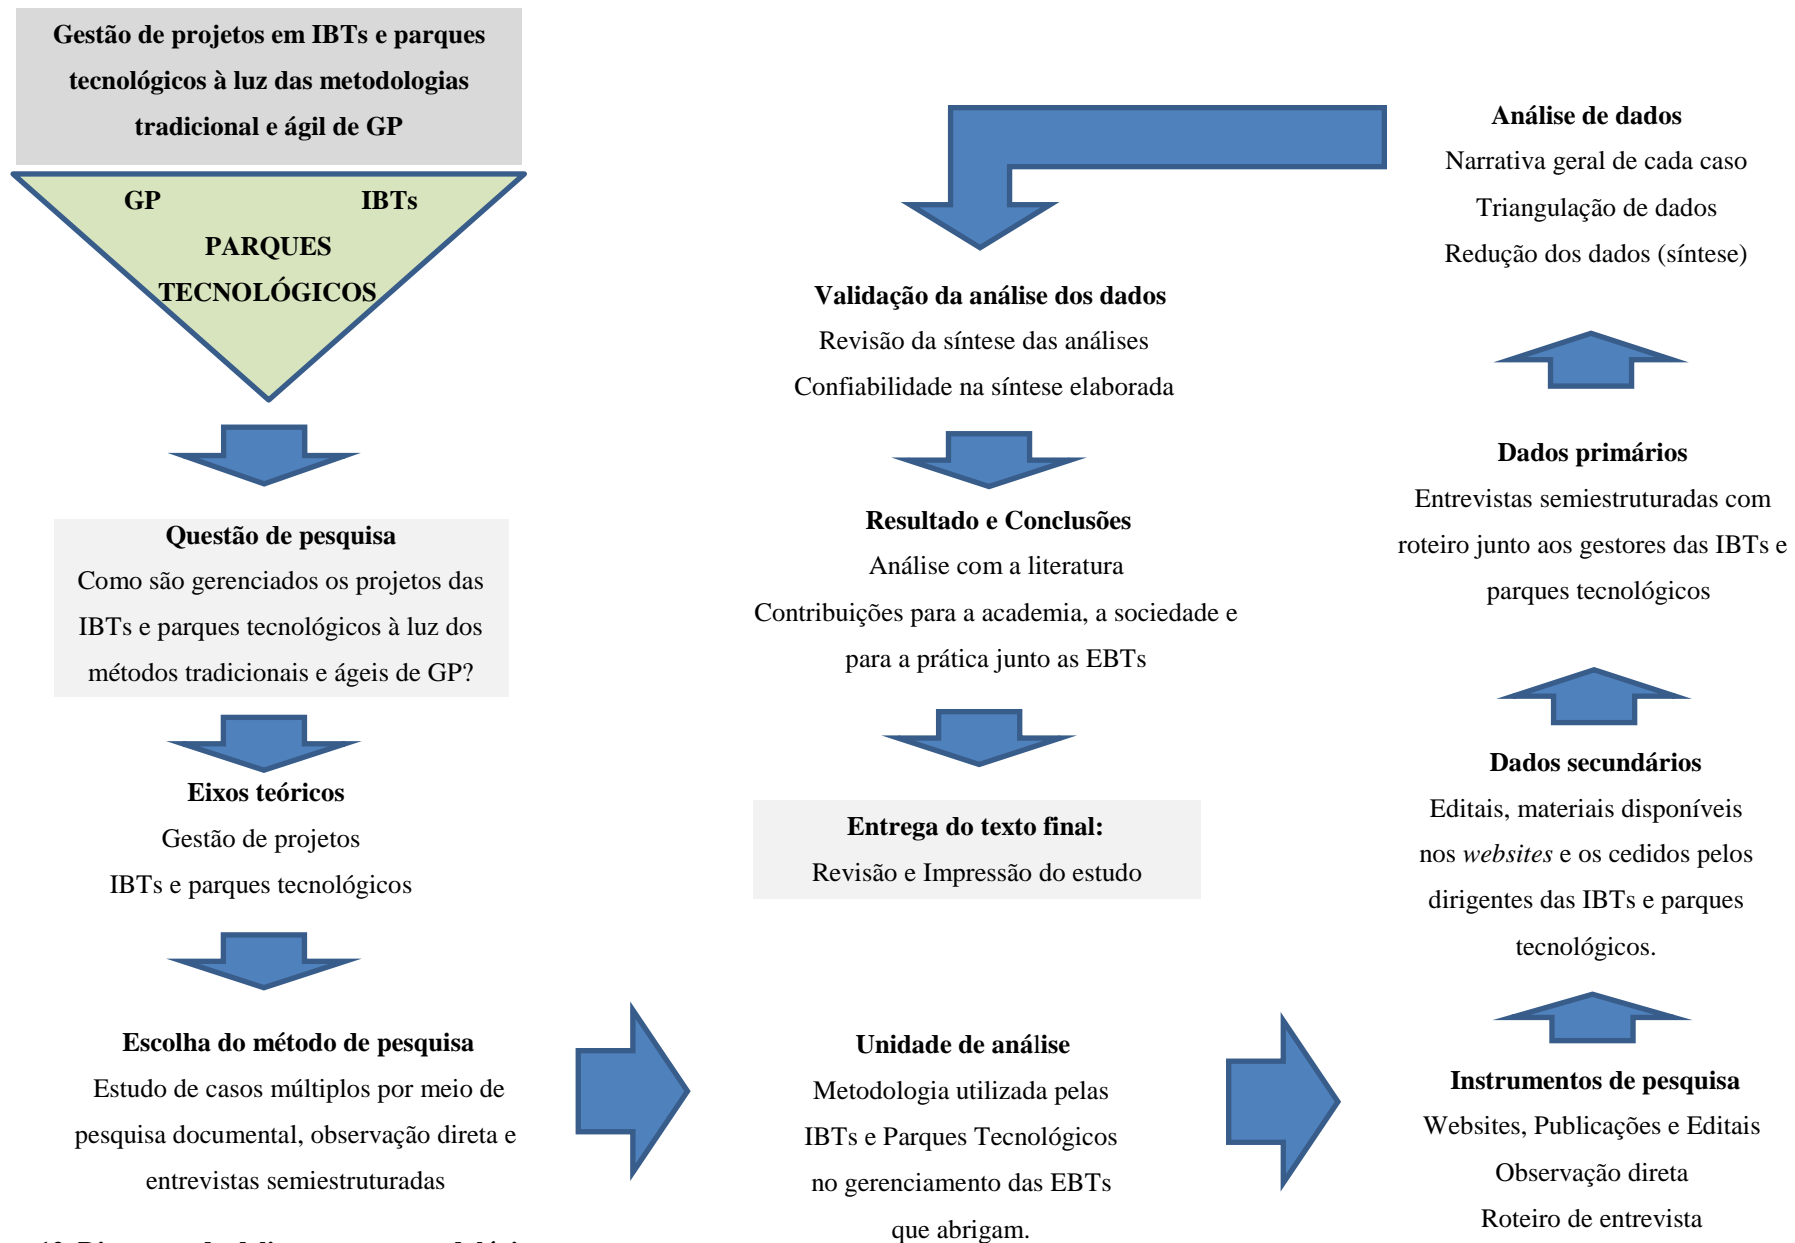 Gestão de projetos em IBTs e parques
tecnológicos à luz das metodologias
tradicional e ágil de GP
GP IBTs
PARQUES
TECNOLÓGICOS
Questão de pesquisa
Como são gerenciados os projetos das
IBTs e parques tecnológicos à luz dos
métodos tradicionais e ágeis de GP?
Eixos teóricos
Gestão de projetos
IBTs e parques tecnológicos
Escolha do método de pesquisa
Estudo de casos múltiplos por meio de
pesquisa documental, observação direta e
entrevistas semiestruturadas
Unidade de análise
Metodologia utilizada pelas
IBTs e Parques Tecnológicos
no gerenciamento das EBTs
que abrigam.
Instrumentos de pesquisa
Websites, Publicações e Editais
Observação direta
Roteiro de entrevista
Dados secundários
Editais, materiais disponíveis
nos websites e os cedidos pelos
dirigentes das IBTs e parques
tecnológicos.
Dados primários
Entrevistas semiestruturadas com
roteiro junto aos gestores das IBTs e
parques tecnológicos
Análise de dados
Narrativa geral de cada caso
Triangulação de dados
Redução dos dados (síntese)
Validação da análise dos dados
Revisão da síntese das análises
Confiabilidade na síntese elaborada
Resultado e Conclusões
Análise com a literatura
Contribuições para a academia, a sociedade e
para a prática junto as EBTs
Entrega do texto final:
Revisão e Impressão do estudo